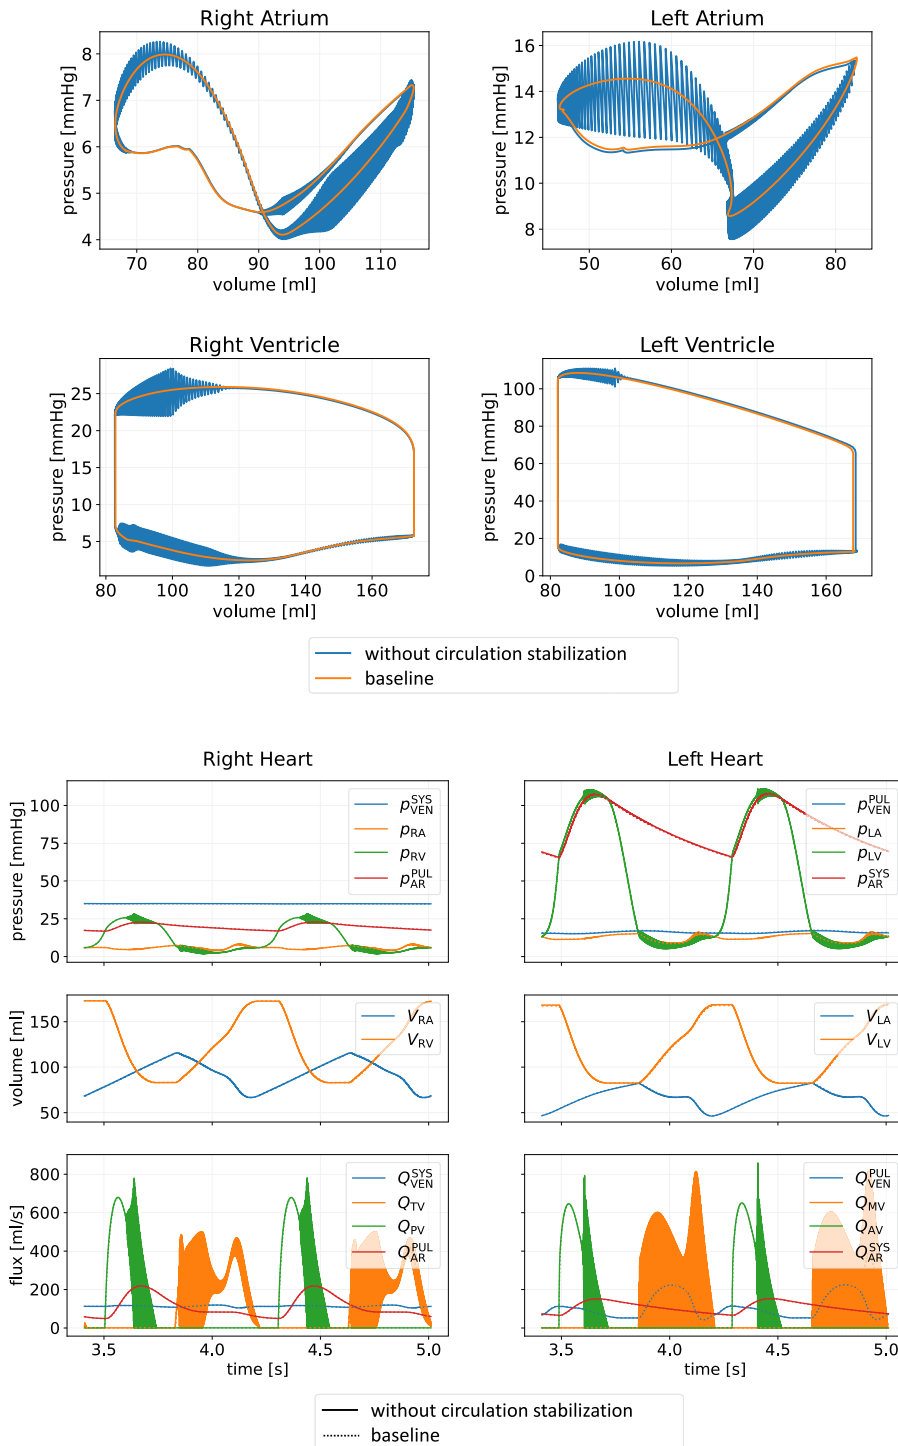 Right Atrium
Left Atrium
pressure [mmHg]
8
7
6
5
4
70 80 90 100 110
volume [ml]
pressure [mmHg]
16
14
12
10
8
50 60 70 80
volume [ml]
Right Ventricle
Left Ventricle
pressure [mmHg]
25
20
15
10
5
80 100 120 140 160
volume [ml]
pressure [mmHg]
100
80
60
40
20
0
80 100 120 140 160
volume [ml]
without circulation stabilization
baseline
Right Heart
Left Heart
pressure [mmHg]
100
75
50
25
0
p_VEN^SYS
p_RA
p_RV
p_AR^PUL
p_VEN^PUL
p_LA
p_LV
p_AR^SYS
volume [ml]
150
100
50
V_RA
V_RV
V_LA
V_LV
flux [ml/s]
800
600
400
200
0
Q_VEN^SYS
Q_TV
Q_PV
Q_AR^PUL
3.5 4.0 4.5 5.0
time [s]
Q_VEN^PUL
Q_MV
Q_AV
Q_AR^SYS
3.5 4.0 4.5 5.0
time [s]
without circulation stabilization
baseline